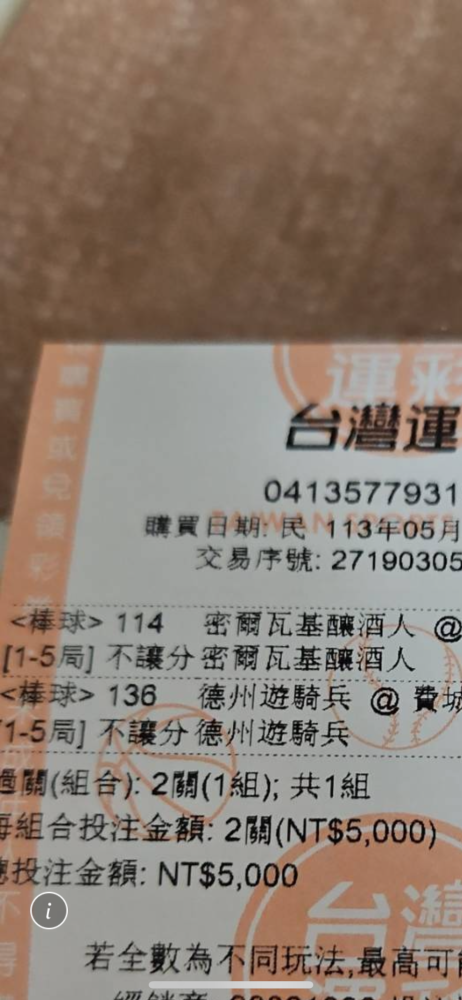 運彩
台灣運
0413577931
購買日期: 民 113年05月
交易序號: 27190305
<棒球> 114 密爾瓦基釀酒人 @
[1-5局] 不讓分 密爾瓦基釀酒人
<棒球> 136 德州遊騎兵 @ 費城
[1-5局] 不讓分 德州遊騎兵
過關(組合): 2關(1組); 共1組
每組合投注金額: 2關(NT$5,000)
總投注金額: NT$5,000
台灣
若全數為不同玩法,最高可
經銷商